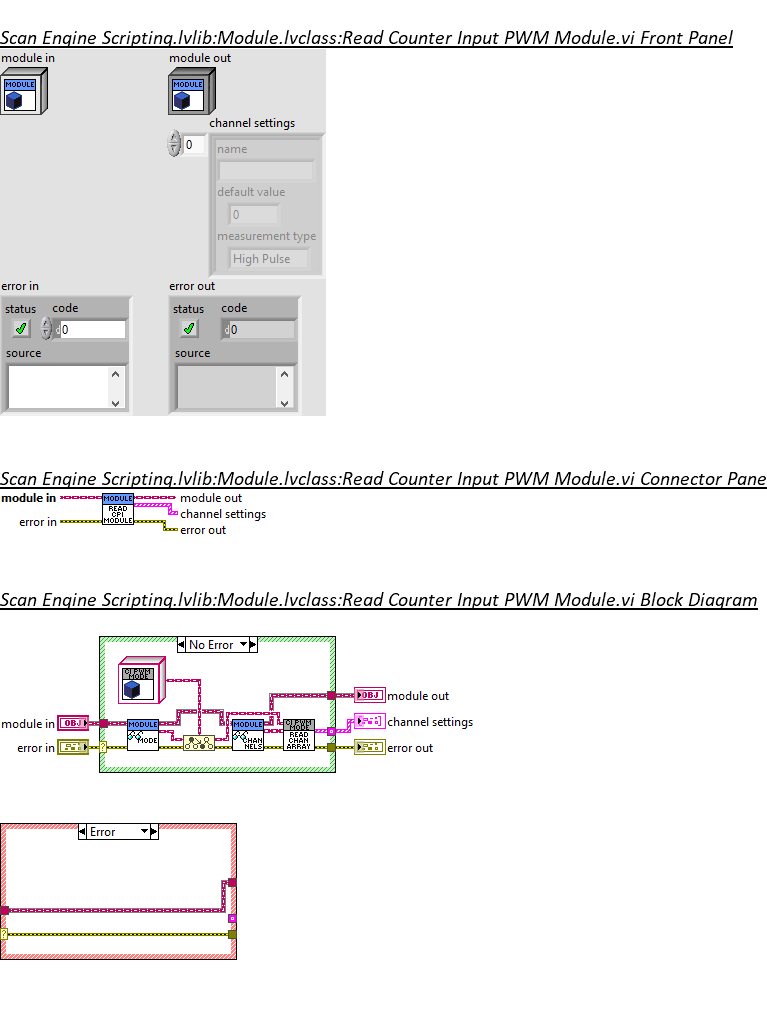 Scan Engine Scripting.lvlib:Module.lvclass:Read Counter Input PWM Module.vi Front Panel
module in
module out
MODULE
MODULE
channel settings
0
name
default value
0
measurement type
High Pulse
error in
error out
status
code
status
code
d0
d0
source
source
Scan Engine Scripting.lvlib:Module.lvclass:Read Counter Input PWM Module.vi Connector Pane
module in
MODULE
module out
READ
channel settings
CPI
error in
MODULE
error out
Scan Engine Scripting.lvlib:Module.lvclass:Read Counter Input PWM Module.vi Block Diagram
No Error
CI PWM
MODE
OBJ
module out
module in
OBJ
MODULE
MODULE
CI PWM
MODE
channel settings
error in
?
MODE
CHAN
NELS
READ
CHAN
ARRAY
error out
Error
?